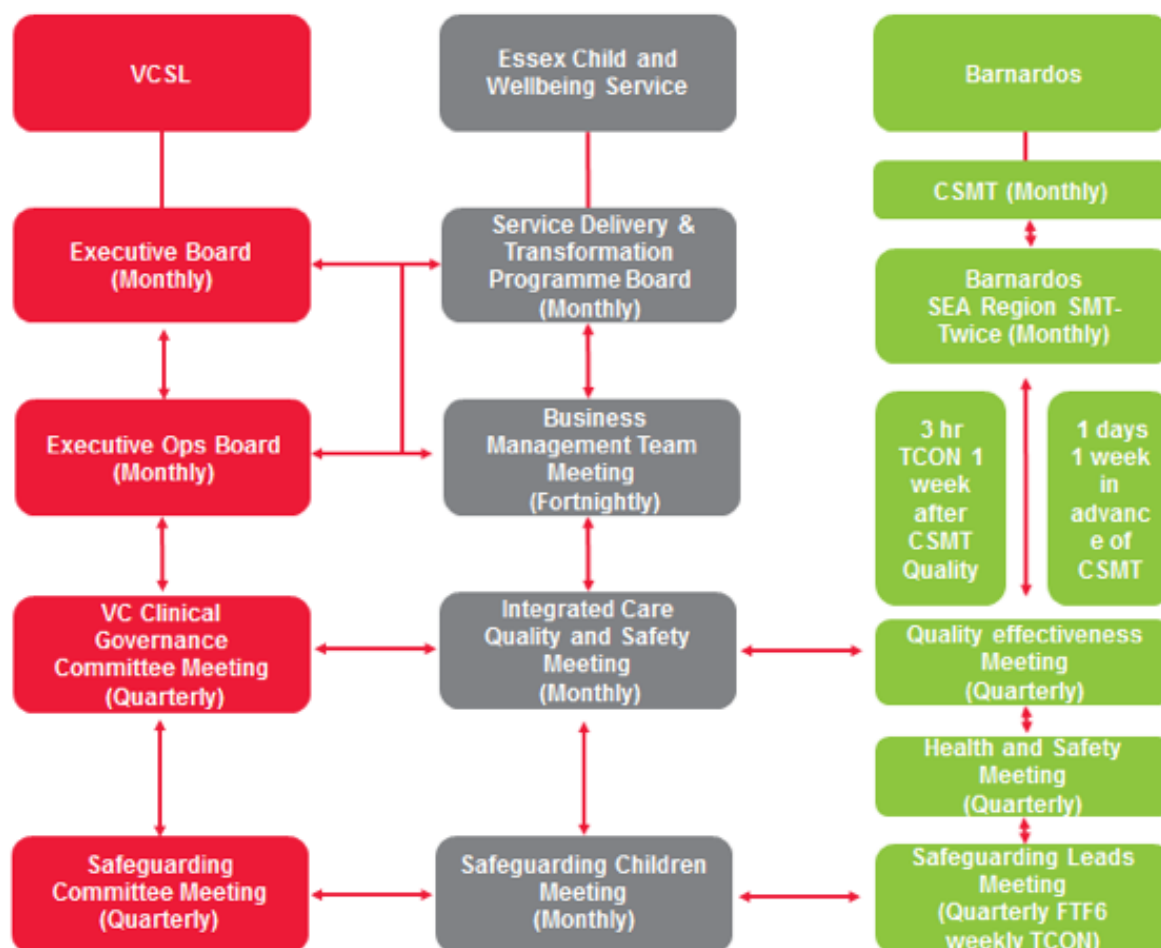 VCSL
Essex Child and
Wellbeing Service
Barnardos
CSMT (Monthly)
Executive Board
(Monthly)
Service Delivery &
Transformation
Programme Board
(Monthly)
Barnardos
SEA Region SMT-
Twice (Monthly)
Executive Ops Board
(Monthly)
Business
Management Team
Meeting
(Fortnightly)
3 hr
TCON 1
week
after
CSMT
Quality
1 days
1 week
in
advanc
e of
CSMT
VC Clinical
Governance
Committee Meeting
(Quarterly)
Integrated Care
Quality and Safety
Meeting
(Monthly)
Quality effectiveness
Meeting
(Quarterly)
Health and Safety
Meeting
(Quarterly)
Safeguarding
Committee Meeting
(Quarterly)
Safeguarding Children
Meeting
(Monthly)
Safeguarding Leads
Meeting
(Quarterly FTF6
weekly TCON)